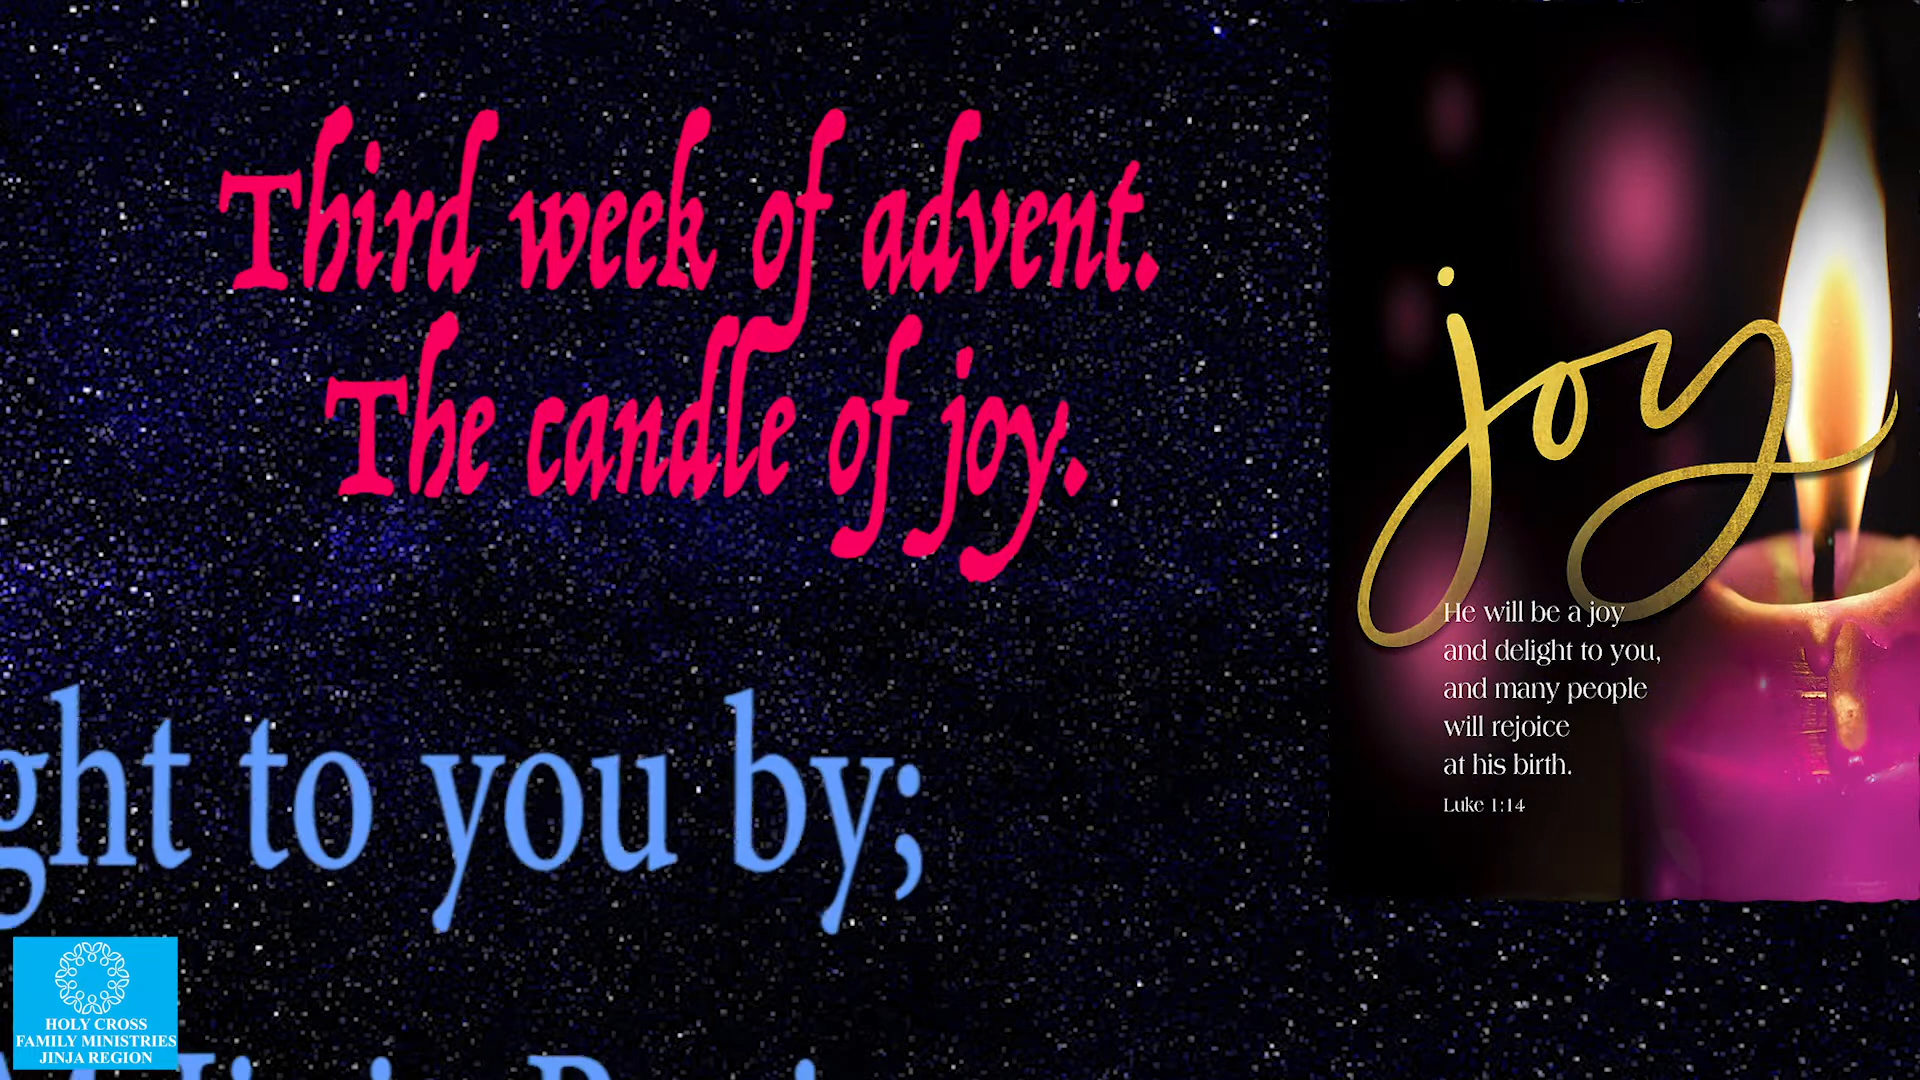 Third week of advent.
The candle of joy.
joy
He will be a joy
and delight to you,
and many people
will rejoice
at his birth.
Luke 1:14
ght to you by;
HOLY CROSS
FAMILY MINISTRIES
JINJA REGION